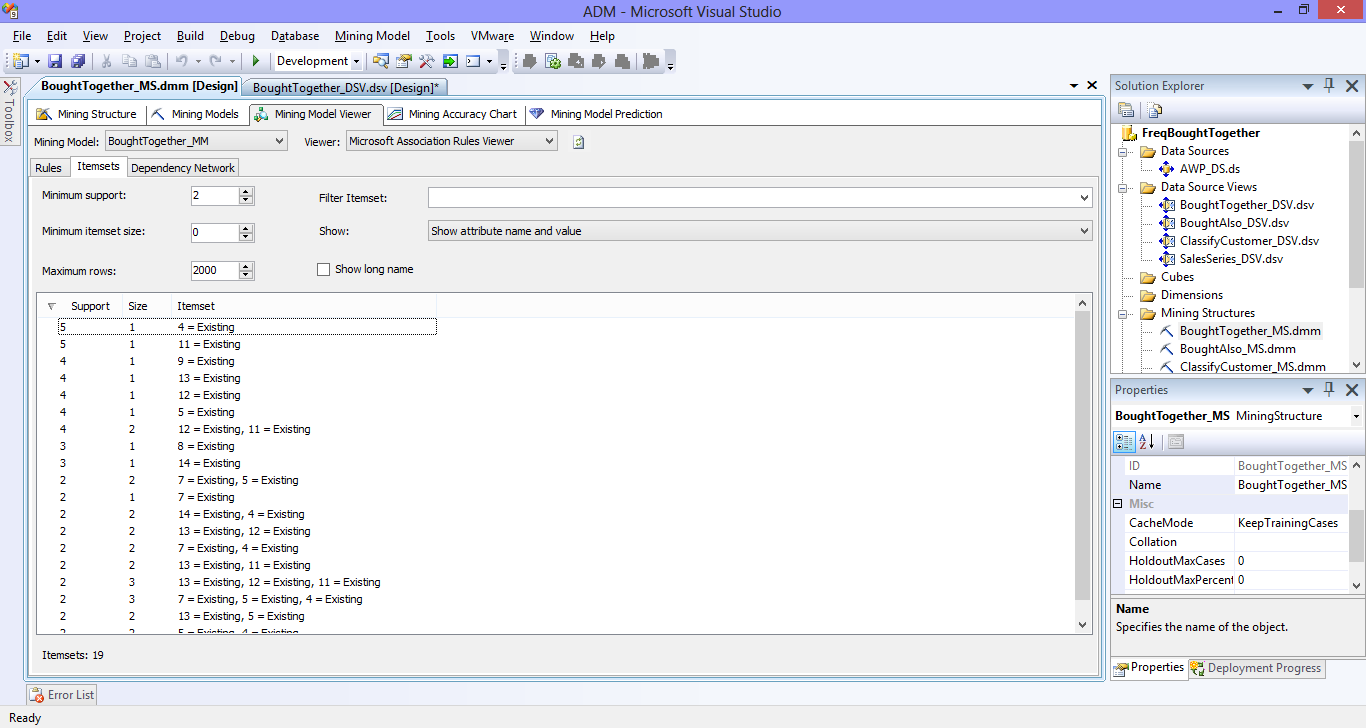 ADM - Microsoft Visual Studio
File Edit View Project Build Debug Database Mining Model Tools VMware Window Help
Development
BoughtTogether_MS.dmm [Design] BoughtTogether_DSV.dsv [Design]*
Toolbox
Mining Structure Mining Models Mining Model Viewer Mining Accuracy Chart Mining Model Prediction
Mining Model: BoughtTogether_MM Viewer: Microsoft Association Rules Viewer
Rules Itemsets Dependency Network
Minimum support: 2 Filter Itemset:
Minimum itemset size: 0 Show: Show attribute name and value
Maximum rows: 2000 Show long name
Support Size Itemset
5 1 4 = Existing
5 1 11 = Existing
4 1 9 = Existing
4 1 13 = Existing
4 1 12 = Existing
4 1 5 = Existing
4 2 12 = Existing, 11 = Existing
3 1 8 = Existing
3 1 14 = Existing
2 2 7 = Existing, 5 = Existing
2 1 7 = Existing
2 2 14 = Existing, 4 = Existing
2 2 13 = Existing, 12 = Existing
2 2 7 = Existing, 4 = Existing
2 2 13 = Existing, 11 = Existing
2 3 13 = Existing, 12 = Existing, 11 = Existing
2 3 7 = Existing, 5 = Existing, 4 = Existing
2 2 13 = Existing, 5 = Existing
2 2 5 = Existing, 4 = Existing
Itemsets: 19
Solution Explorer
FreqBoughtTogether
Data Sources
AWP_DS.ds
Data Source Views
BoughtTogether_DSV.dsv
BoughtAlso_DSV.dsv
ClassifyCustomer_DSV.dsv
SalesSeries_DSV.dsv
Cubes
Dimensions
Mining Structures
BoughtTogether_MS.dmm
BoughtAlso_MS.dmm
ClassifyCustomer_MS.dmm
Properties
BoughtTogether_MS MiningStructure
ID BoughtTogether_MS
Name BoughtTogether_MS
Misc
CacheMode KeepTrainingCases
Collation
HoldoutMaxCases 0
HoldoutMaxPercent 0
Name
Specifies the name of the object.
Properties Deployment Progress
Error List
Ready